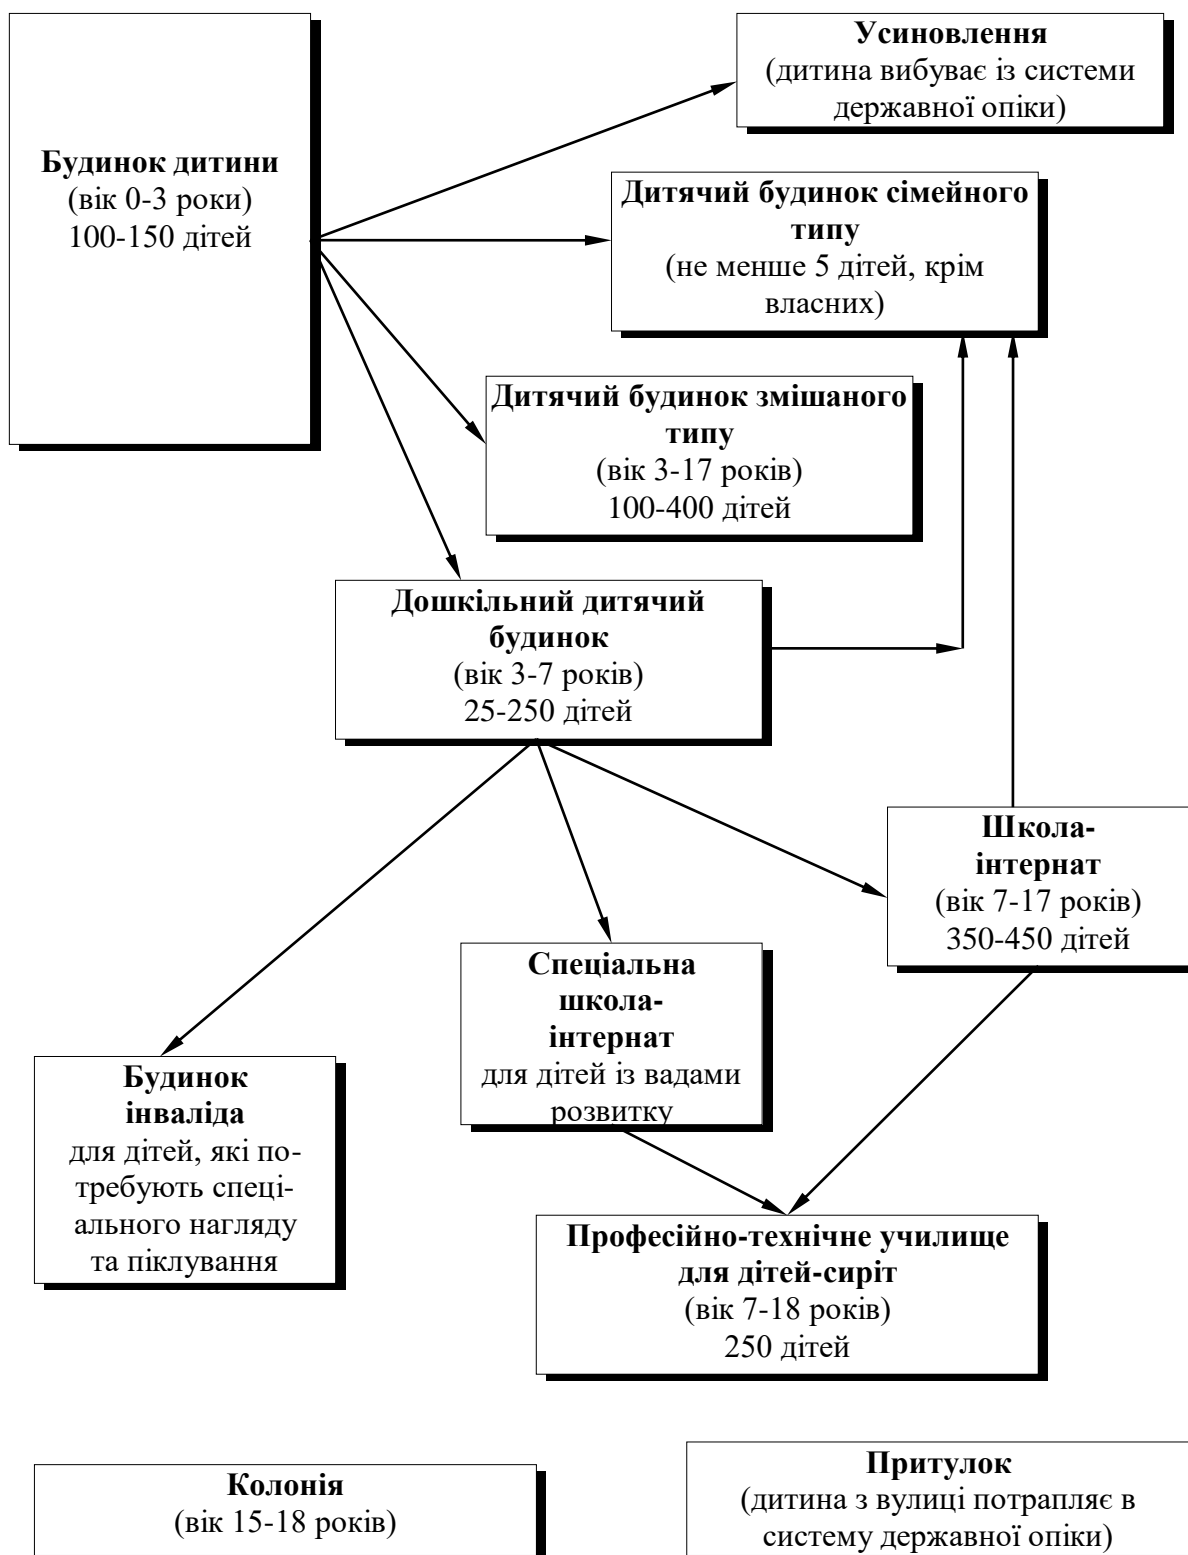 Усиновлення
(дитина вибуває із системи
державної опіки)
Будинок дитини
(вік 0-3 роки)
100-150 дітей
Дитячий будинок сімейного
типу
(не менше 5 дітей, крім
власних)
Дитячий будинок змішаного
типу
(вік 3-17 років)
100-400 дітей
Дошкільний дитячий
будинок
(вік 3-7 років)
25-250 дітей
Школа-
інтернат
(вік 7-17 років)
350-450 дітей
Спеціальна
школа-
інтернат
для дітей із вадами
розвитку
Будинок
інваліда
для дітей, які по-
требують спеці-
ального нагляду
та піклування
Професійно-технічне училище
для дітей-сиріт
(вік 7-18 років)
250 дітей
Колонія
(вік 15-18 років)
Притулок
(дитина з вулиці потрапляє в
систему державної опіки)